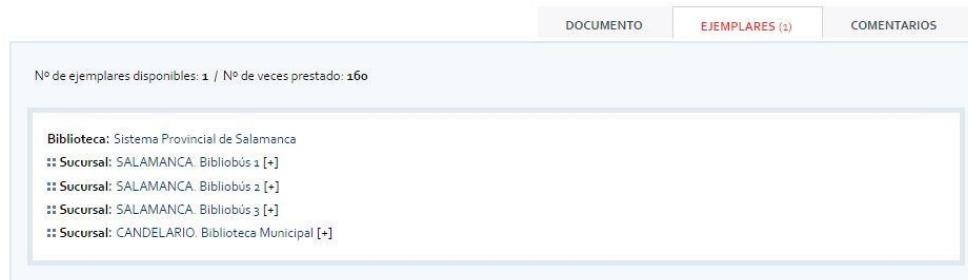 DOCUMENTO EJEMPLARES (1) COMENTARIOS
Nº de ejemplares disponibles: 1 / Nº de veces prestado: 160
Biblioteca: Sistema Provincial de Salamanca
Sucursal: SALAMANCA. Bibliobús 1 [+]
Sucursal: SALAMANCA. Bibliobús 2 [+]
Sucursal: SALAMANCA. Bibliobús 3 [+]
Sucursal: CANDELARIO. Biblioteca Municipal [+]